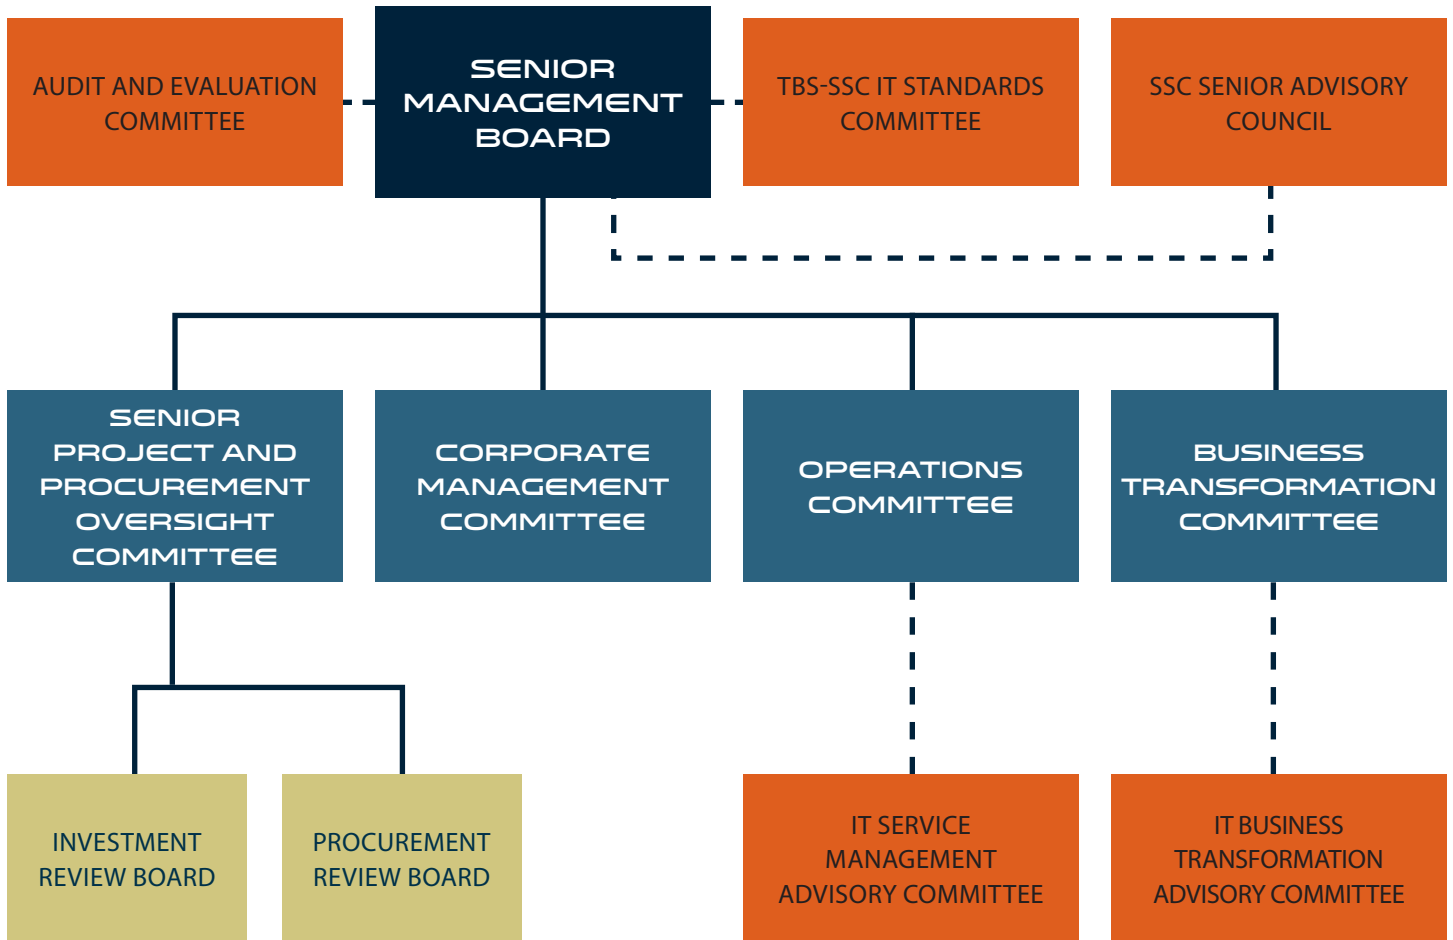 AUDIT AND EVALUATION
COMMITTEE
SENIOR
MANAGEMENT
BOARD
TBS-SSC IT STANDARDS
COMMITTEE
SSC SENIOR ADVISORY
COUNCIL
SENIOR
PROJECT AND
PROCUREMENT
OVERSIGHT
COMMITTEE
CORPORATE
MANAGEMENT
COMMITTEE
OPERATIONS
COMMITTEE
BUSINESS
TRANSFORMATION
COMMITTEE
INVESTMENT
REVIEW BOARD
PROCUREMENT
REVIEW BOARD
IT SERVICE
MANAGEMENT
ADVISORY COMMITTEE
IT BUSINESS
TRANSFORMATION
ADVISORY COMMITTEE